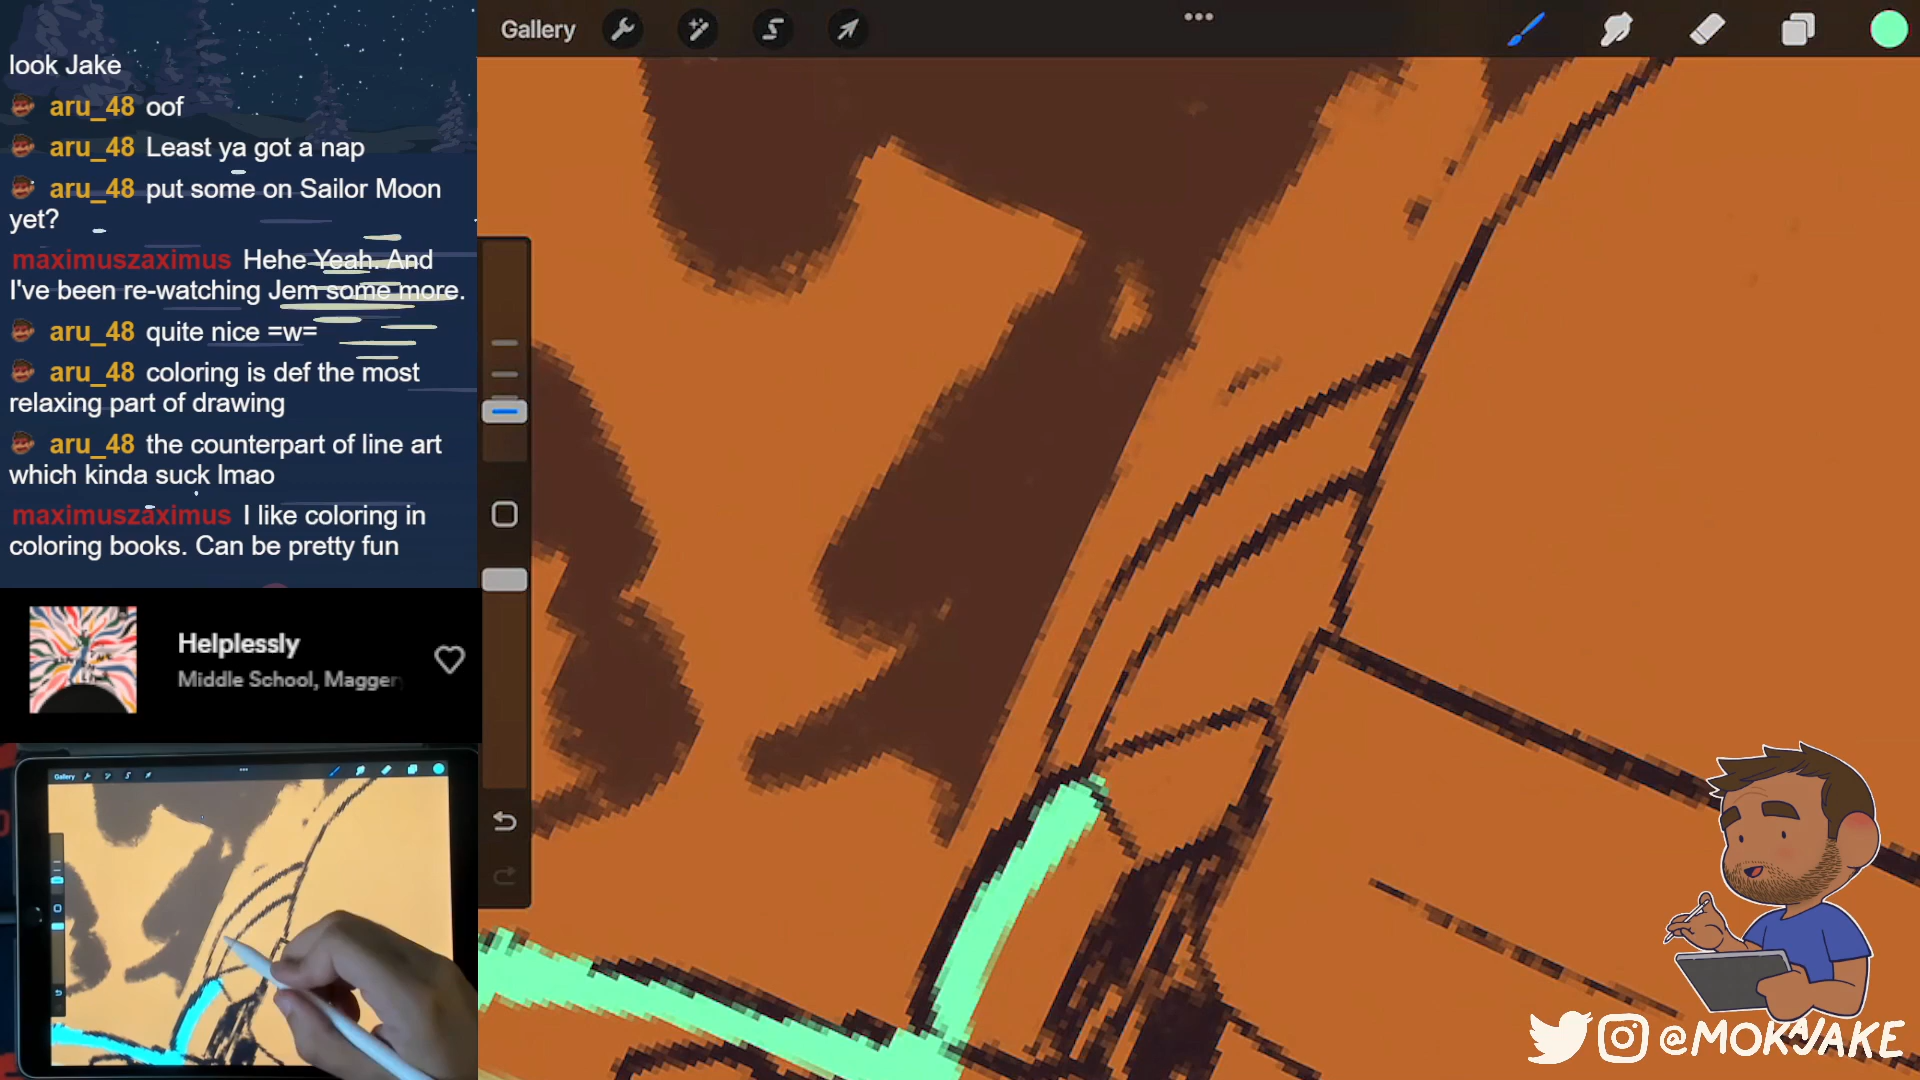 look Jake
aru_48 oof
aru_48 Least ya got a nap
aru_48 put some on Sailor Moon
yet?
maximuszaximus Hehe Yeah. And
I've been re-watching Jem some more.
aru_48 quite nice =w=
aru_48 coloring is def the most
relaxing part of drawing
aru_48 the counterpart of line art
which kinda suck lmao
maximuszaximus I like coloring in
coloring books. Can be pretty fun
Helplessly
Middle School, Magger
Gallery
Gallery
@MOKAJAKE